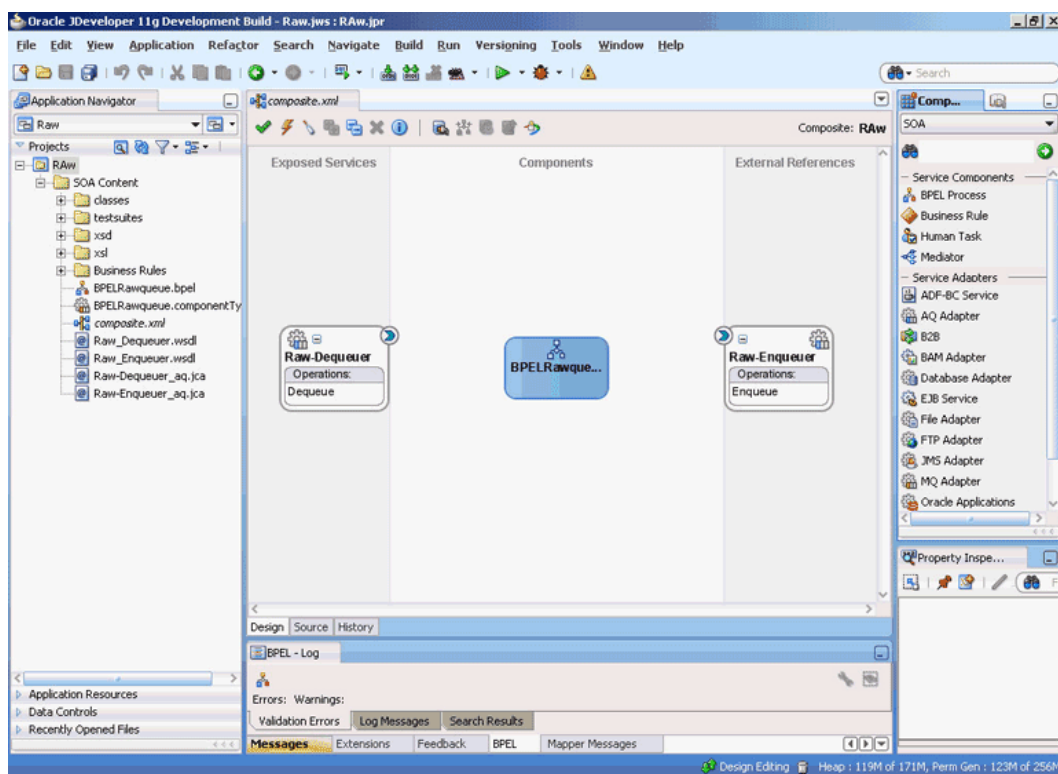 Oracle JDeveloper 11g Development Build - Raw.jws : RAw.jpr
File Edit View Application Refactor Search Navigate Build Run Versioning Tools Window Help
Search
Application Navigator
Raw
Projects
RAw
SOA Content
classes
testsuites
xsd
xsl
Business Rules
BPELRawqueue.bpel
BPELRawqueue.componentTy
composite.xml
Raw_Dequeuer.wsdl
Raw_Enqueuer.wsdl
Raw-Dequeuer_aq.jca
Raw-Enqueuer_aq.jca
Application Resources
Data Controls
Recently Opened Files
composite.xml
Composite: RAw
Exposed Services
Components
External References
Raw-Dequeuer
Operations:
Dequeue
BPELRawque...
Raw-Enqueuer
Operations:
Enqueue
Design Source History
BPEL - Log
Errors: Warnings:
Validation Errors Log Messages Search Results
Messages Extensions Feedback BPEL Mapper Messages
Comp...
SOA
Service Components
BPEL Process
Business Rule
Human Task
Mediator
Service Adapters
ADF-BC Service
AQ Adapter
B2B
BAM Adapter
Database Adapter
EJB Service
File Adapter
FTP Adapter
JMS Adapter
MQ Adapter
Oracle Applications
Property Inspe...
F
Design Editing Heap : 119M of 171M, Perm Gen : 123M of 256M